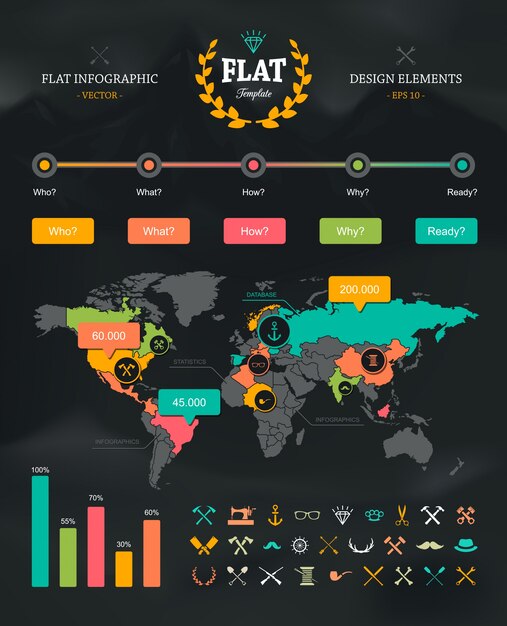 FLAT INFOGRAPHIC
- VECTOR -
FLAT
Template
DESIGN ELEMENTS
- EPS 10 -
Who?
What?
How?
Why?
Ready?
Who?
What?
How?
Why?
Ready?
DATABASE
200.000
60.000
STATISTICS
45.000
INFOGRAPHICS
INFOGRAPHICS
100%
55%
70%
30%
60%